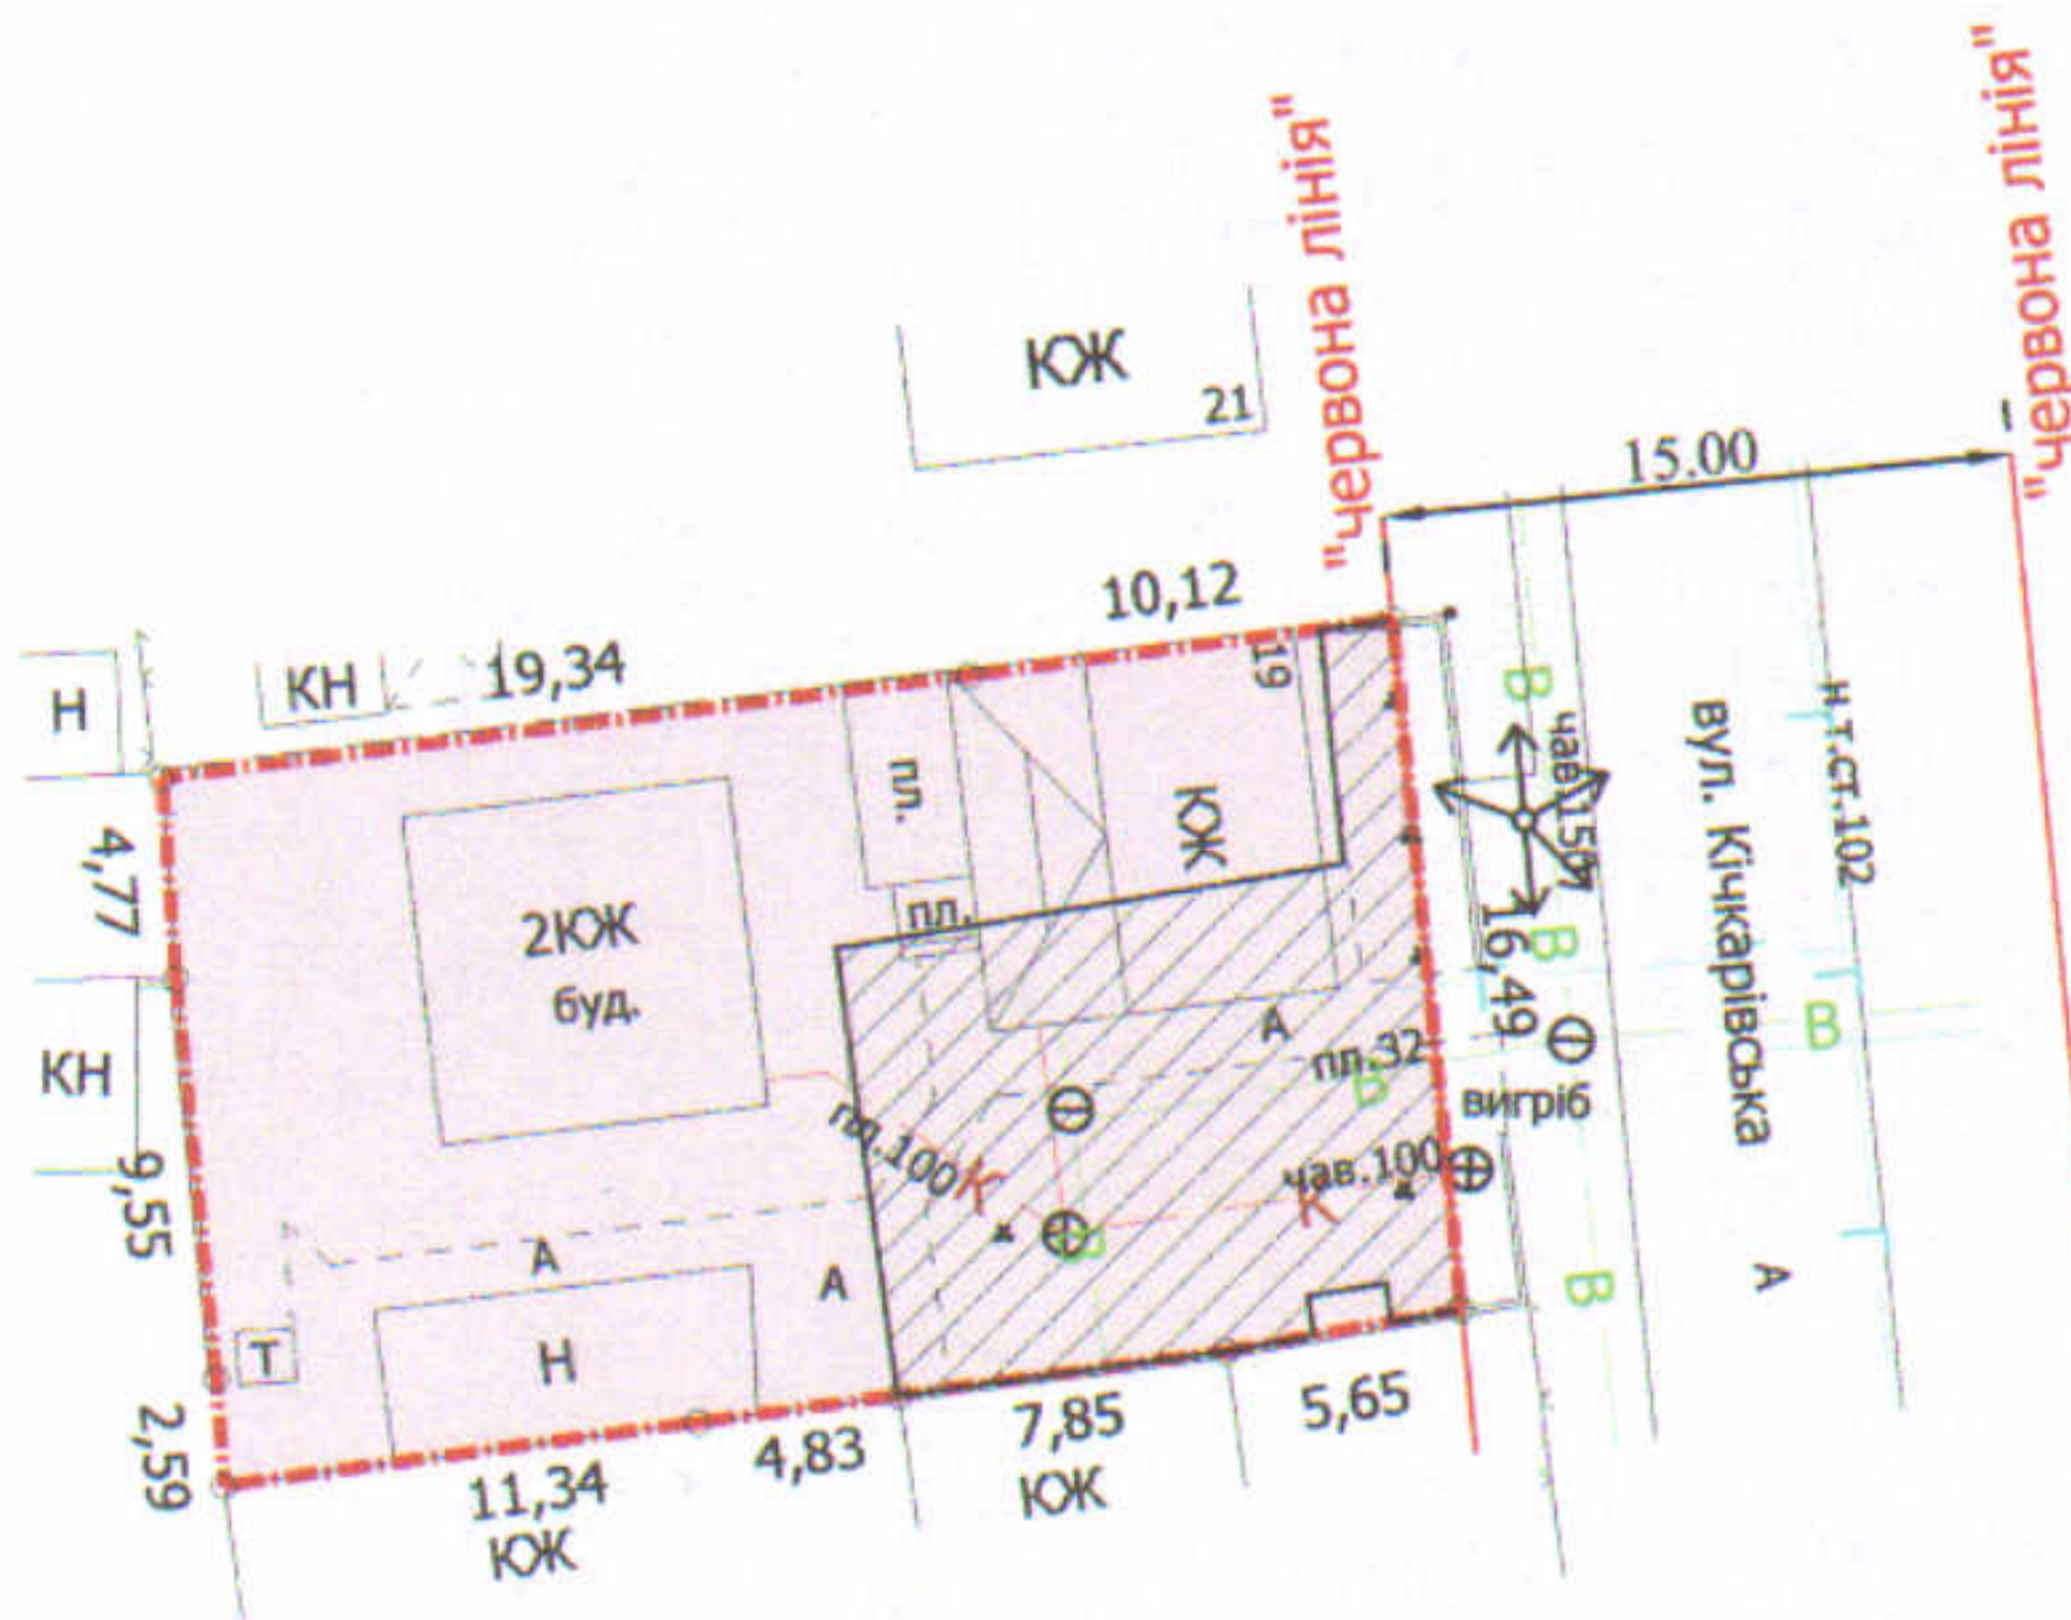 "червона лінія"
"червона лінія"
КЖ
21
15.00
10,12
19,34
КН
Н
19
пл.
КЖ
В
чав.150
н.т.ст.102
вул. Кічкарівська
4,77
2КЖ
буд.
пл.
В
16,49
А
пл.32
В
В
вигріб
КН
пл.100
К
чав.100
К
9,55
А
А
В
В
А
Т
Н
2,59
5,65
7,85
4,83
11,34
КЖ
КЖ